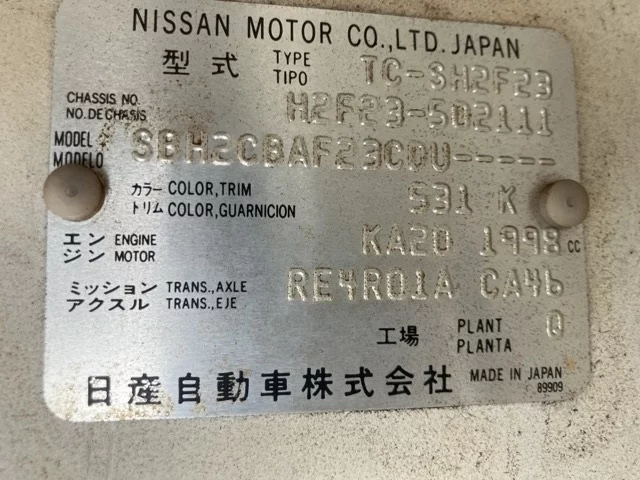 NISSAN MOTOR CO.,LTD. JAPAN
型式 TYPE TIPO TC-SH2F23
CHASSIS NO. NO. DE CHASIS H2F23-502111
MODEL MODELO SBH2CBAF23CDU-----
カラー COLOR,TRIM 531 K
トリム COLOR,GUARNICION
エンジン ENGINE MOTOR KA20 1998 cc
ミッション TRANS.,AXLE RE4R01A CA46
アクスル TRANS.,EJE
工場 PLANT PLANTA Q
日産自動車株式会社 MADE IN JAPAN
89909